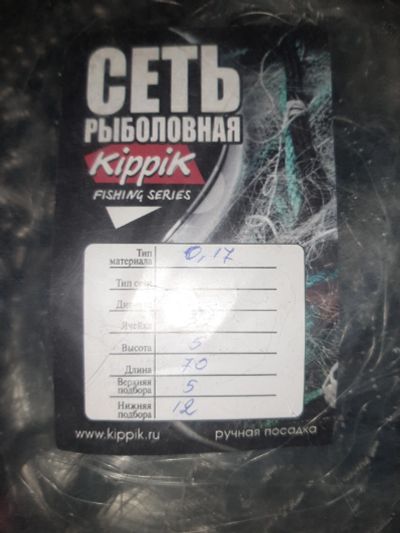 СЕТЬ
РЫБОЛОВНАЯ
Kippik
FISHING SERIES
Тип
материала 0,17
Тип сети
Ячейка
Высота 5
Длина 70
Верхняя
подбора 5
Нижняя
подбора 12
www.kippik.ru ручная посадка